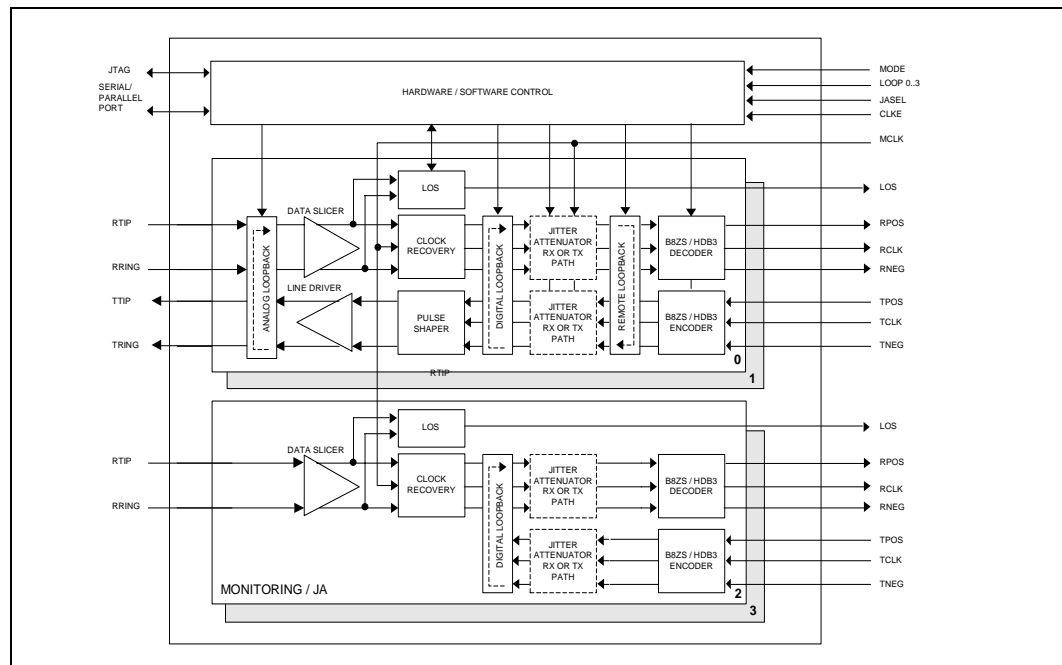 JTAG
SERIAL/
PARALLEL
PORT
HARDWARE / SOFTWARE CONTROL
MODE
LOOP 0..3
JASEL
CLKE
MCLK
LOS
LOS
RTIP
RRING
TTIP
TRING
ANALOG LOOPBACK
DATA SLICER
LINE DRIVER
CLOCK
RECOVERY
PULSE
SHAPER
DIGITAL LOOPBACK
JITTER
ATTENUATOR
RX OR TX
PATH
JITTER
ATTENUATOR
RX OR TX
PATH
REMOTE LOOPBACK
B8ZS / HDB3
DECODER
B8ZS / HDB3
ENCODER
RPOS
RCLK
RNEG
TPOS
TCLK
TNEG
0
1
RTIP
LOS
LOS
RTIP
RRING
DATA SLICER
CLOCK
RECOVERY
DIGITAL LOOPBACK
JITTER
ATTENUATOR
RX OR TX
PATH
JITTER
ATTENUATOR
RX OR TX
PATH
B8ZS / HDB3
DECODER
B8ZS / HDB3
ENCODER
RPOS
RCLK
RNEG
TPOS
TCLK
TNEG
MONITORING / JA
2
3